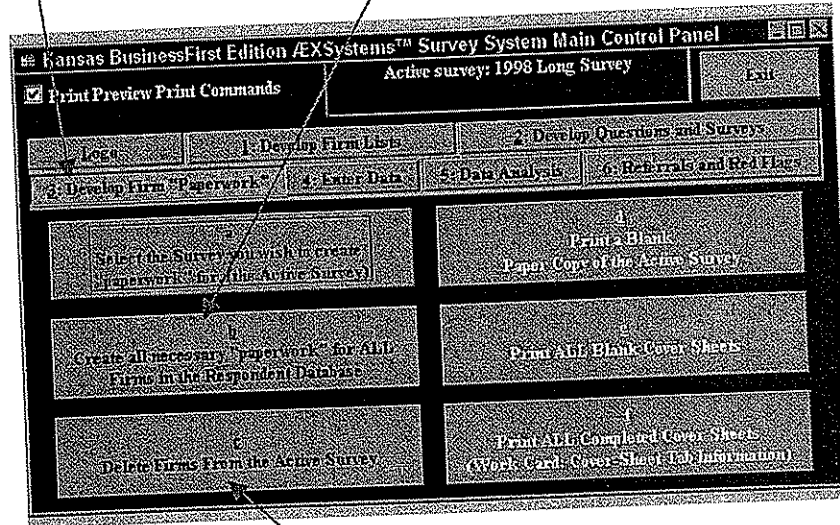 Kansas BusinessFirst Edition ÆXSystems™ Survey System Main Control Panel
Print Preview Print Commands
Active survey: 1998 Long Survey
Exit
Logo
1: Develop Firm Lists
2: Develop Questions and Surveys
3: Develop Firm "Paperwork"
4: Enter Data
5: Data Analysis
6: Referrals and Red Flags
a
Select the Survey you wish to create
"paperwork" for (the Active Survey)
d
Print a Blank
Paper Copy of the Active Survey
b
Create all necessary "paperwork" for ALL
Firms in the Respondent Database
e
Print ALL Blank Cover Sheets
c
Delete Firms From the Active Survey
f
Print ALL Completed Cover Sheets
(Work Card: Cover-Sheet Tab Information)